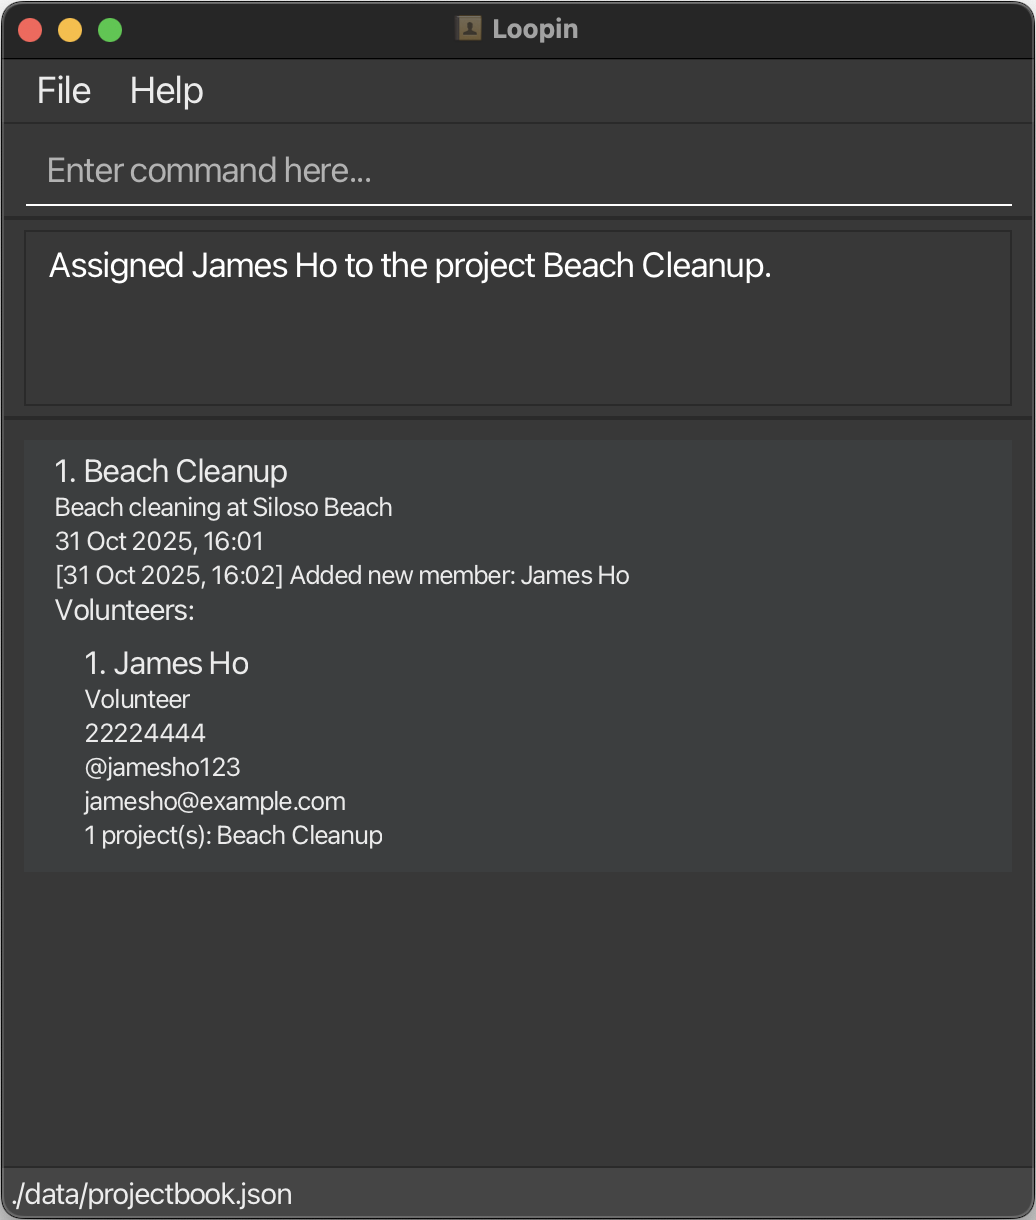 Loopin
File Help
Enter command here...
Assigned James Ho to the project Beach Cleanup.
1. Beach Cleanup
Beach cleaning at Siloso Beach
31 Oct 2025, 16:01
[31 Oct 2025, 16:02] Added new member: James Ho
Volunteers:
1. James Ho
Volunteer
22224444
@jamesho123
jamesho@example.com
1 project(s): Beach Cleanup
./data/projectbook.json